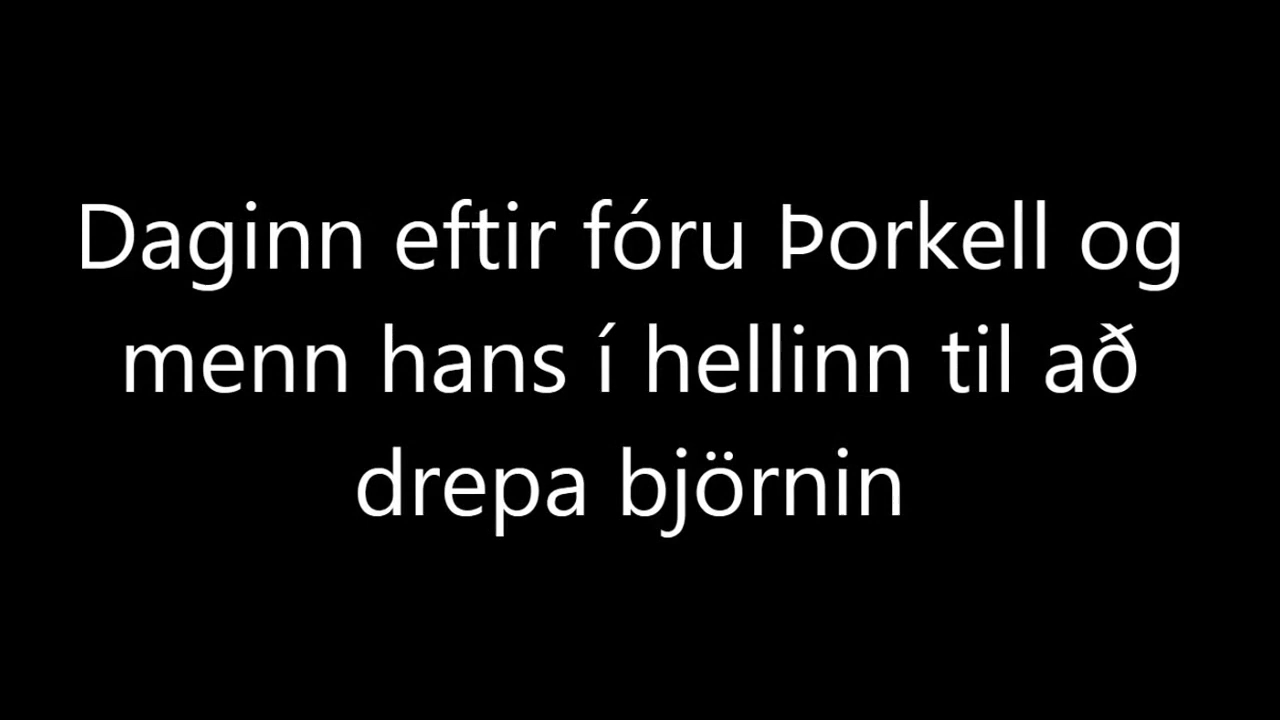 Daginn eftir fóru Þorkell og
menn hans í hellinn til að
drepa björnin